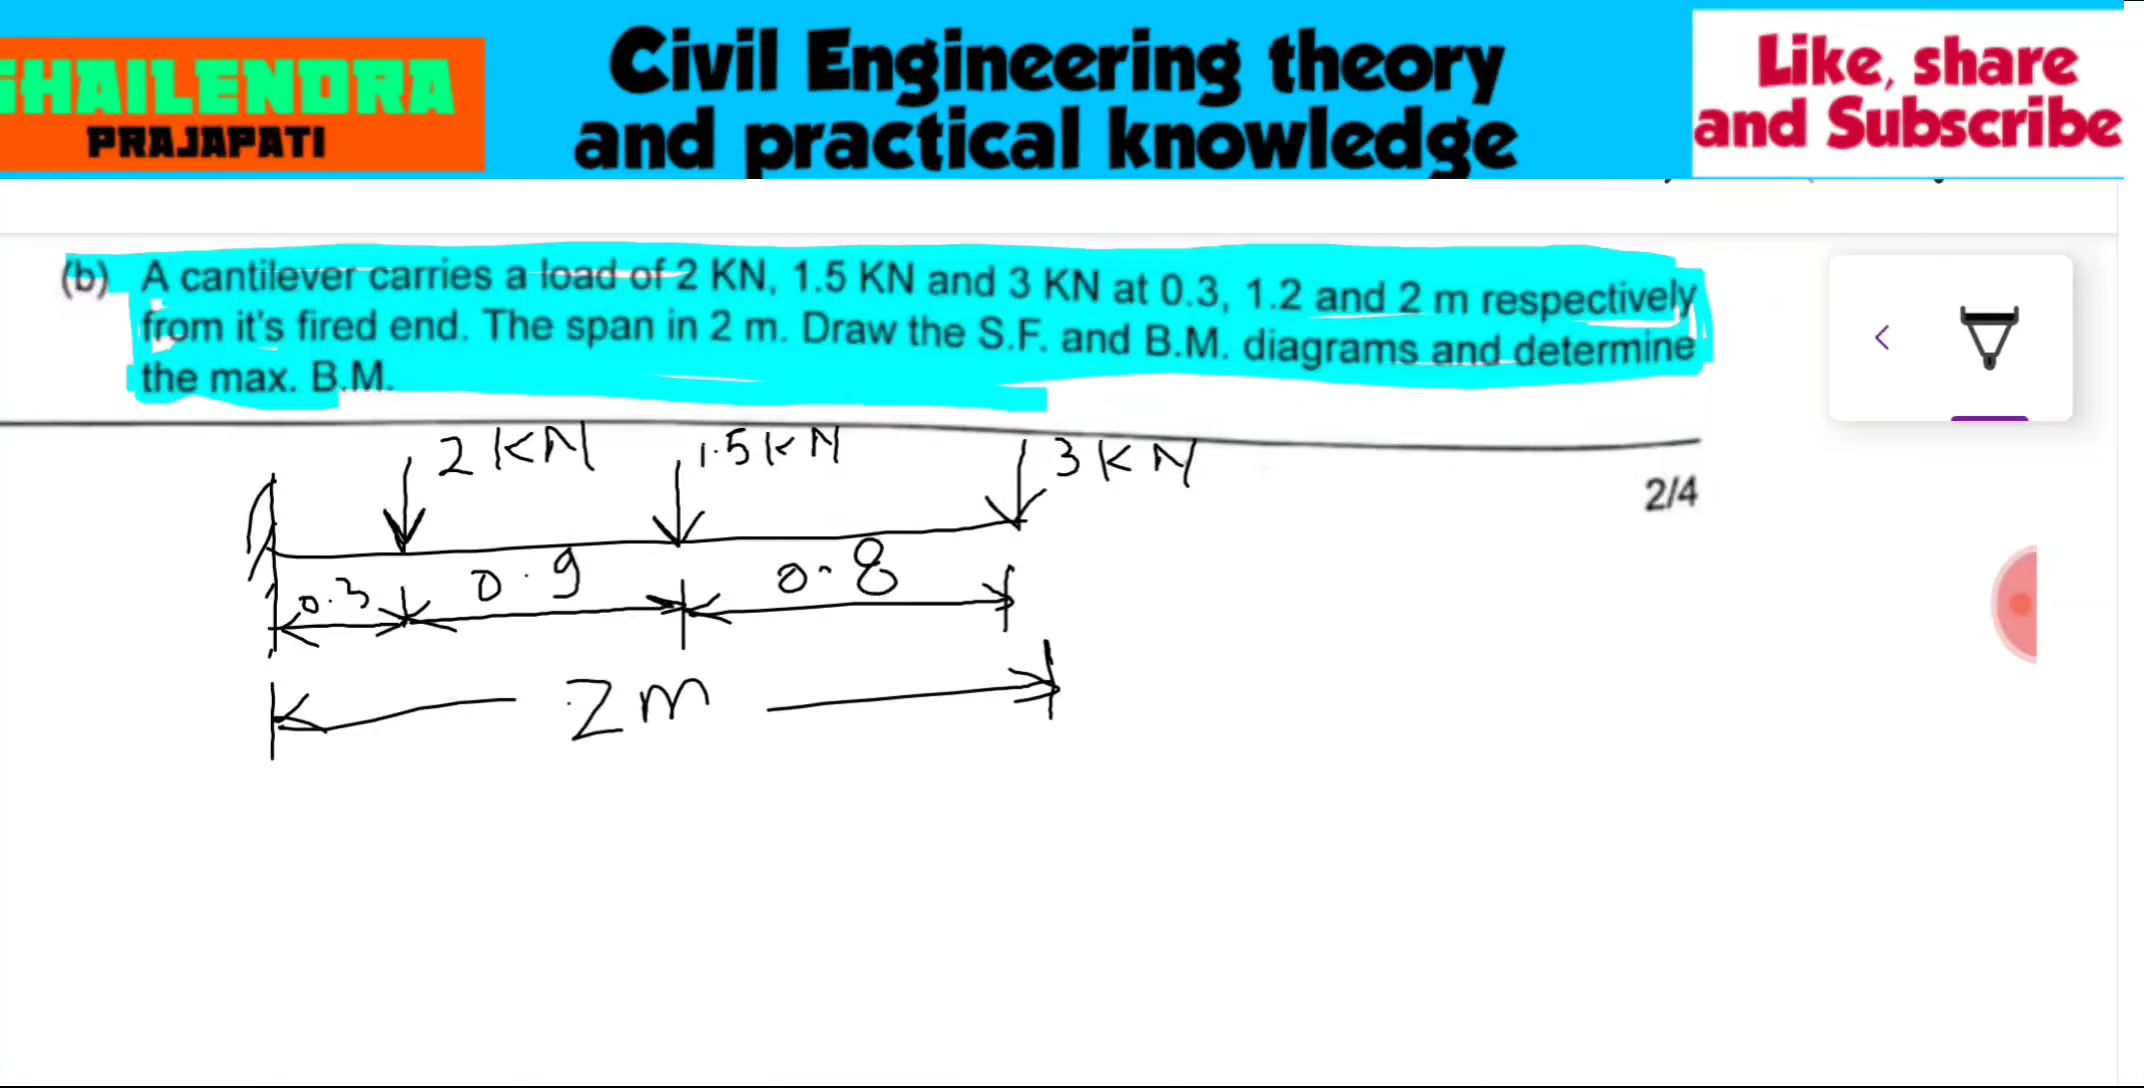 SHAILENDRA
PRAJAPATI
Civil Engineering theory
and practical knowledge
Like, share
and Subscribe
(b) A cantilever carries a load of 2 KN, 1.5 KN and 3 KN at 0.3, 1.2 and 2 m respectively
from it's fired end. The span in 2 m. Draw the S.F. and B.M. diagrams and determine
the max. B.M.
2/4
2 KN 1.5 KN 3 KN
0.3 0.9 0.8
2m